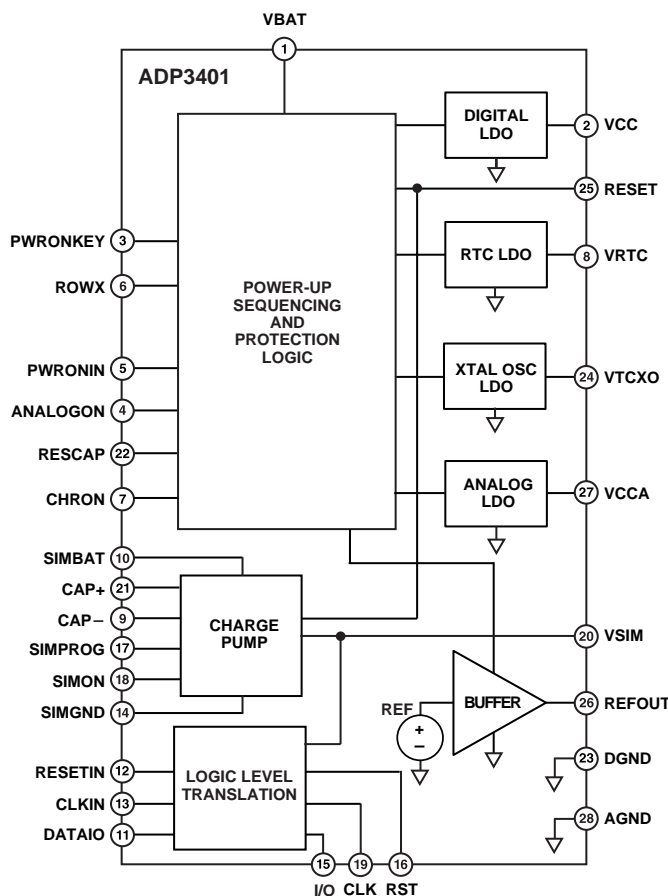 VBAT
1
ADP3401
DIGITAL
LDO
2 VCC
25 RESET
PWRONKEY 3
RTC LDO
8 VRTC
ROWX 6
POWER-UP
SEQUENCING
AND
PROTECTION
LOGIC
PWRONIN 5
XTAL OSC
LDO
24 VTCXO
ANALOGON 4
RESCAP 22
ANALOG
LDO
27 VCCA
CHRON 7
SIMBAT 10
CAP+ 21
CAP− 9
CHARGE
PUMP
SIMPROG 17
20 VSIM
SIMON 18
SIMGND 14
REF
+
−
BUFFER
26 REFOUT
RESETIN 12
LOGIC LEVEL
TRANSLATION
23 DGND
CLKIN 13
DATAIO 11
28 AGND
15 19 16
I/O CLK RST